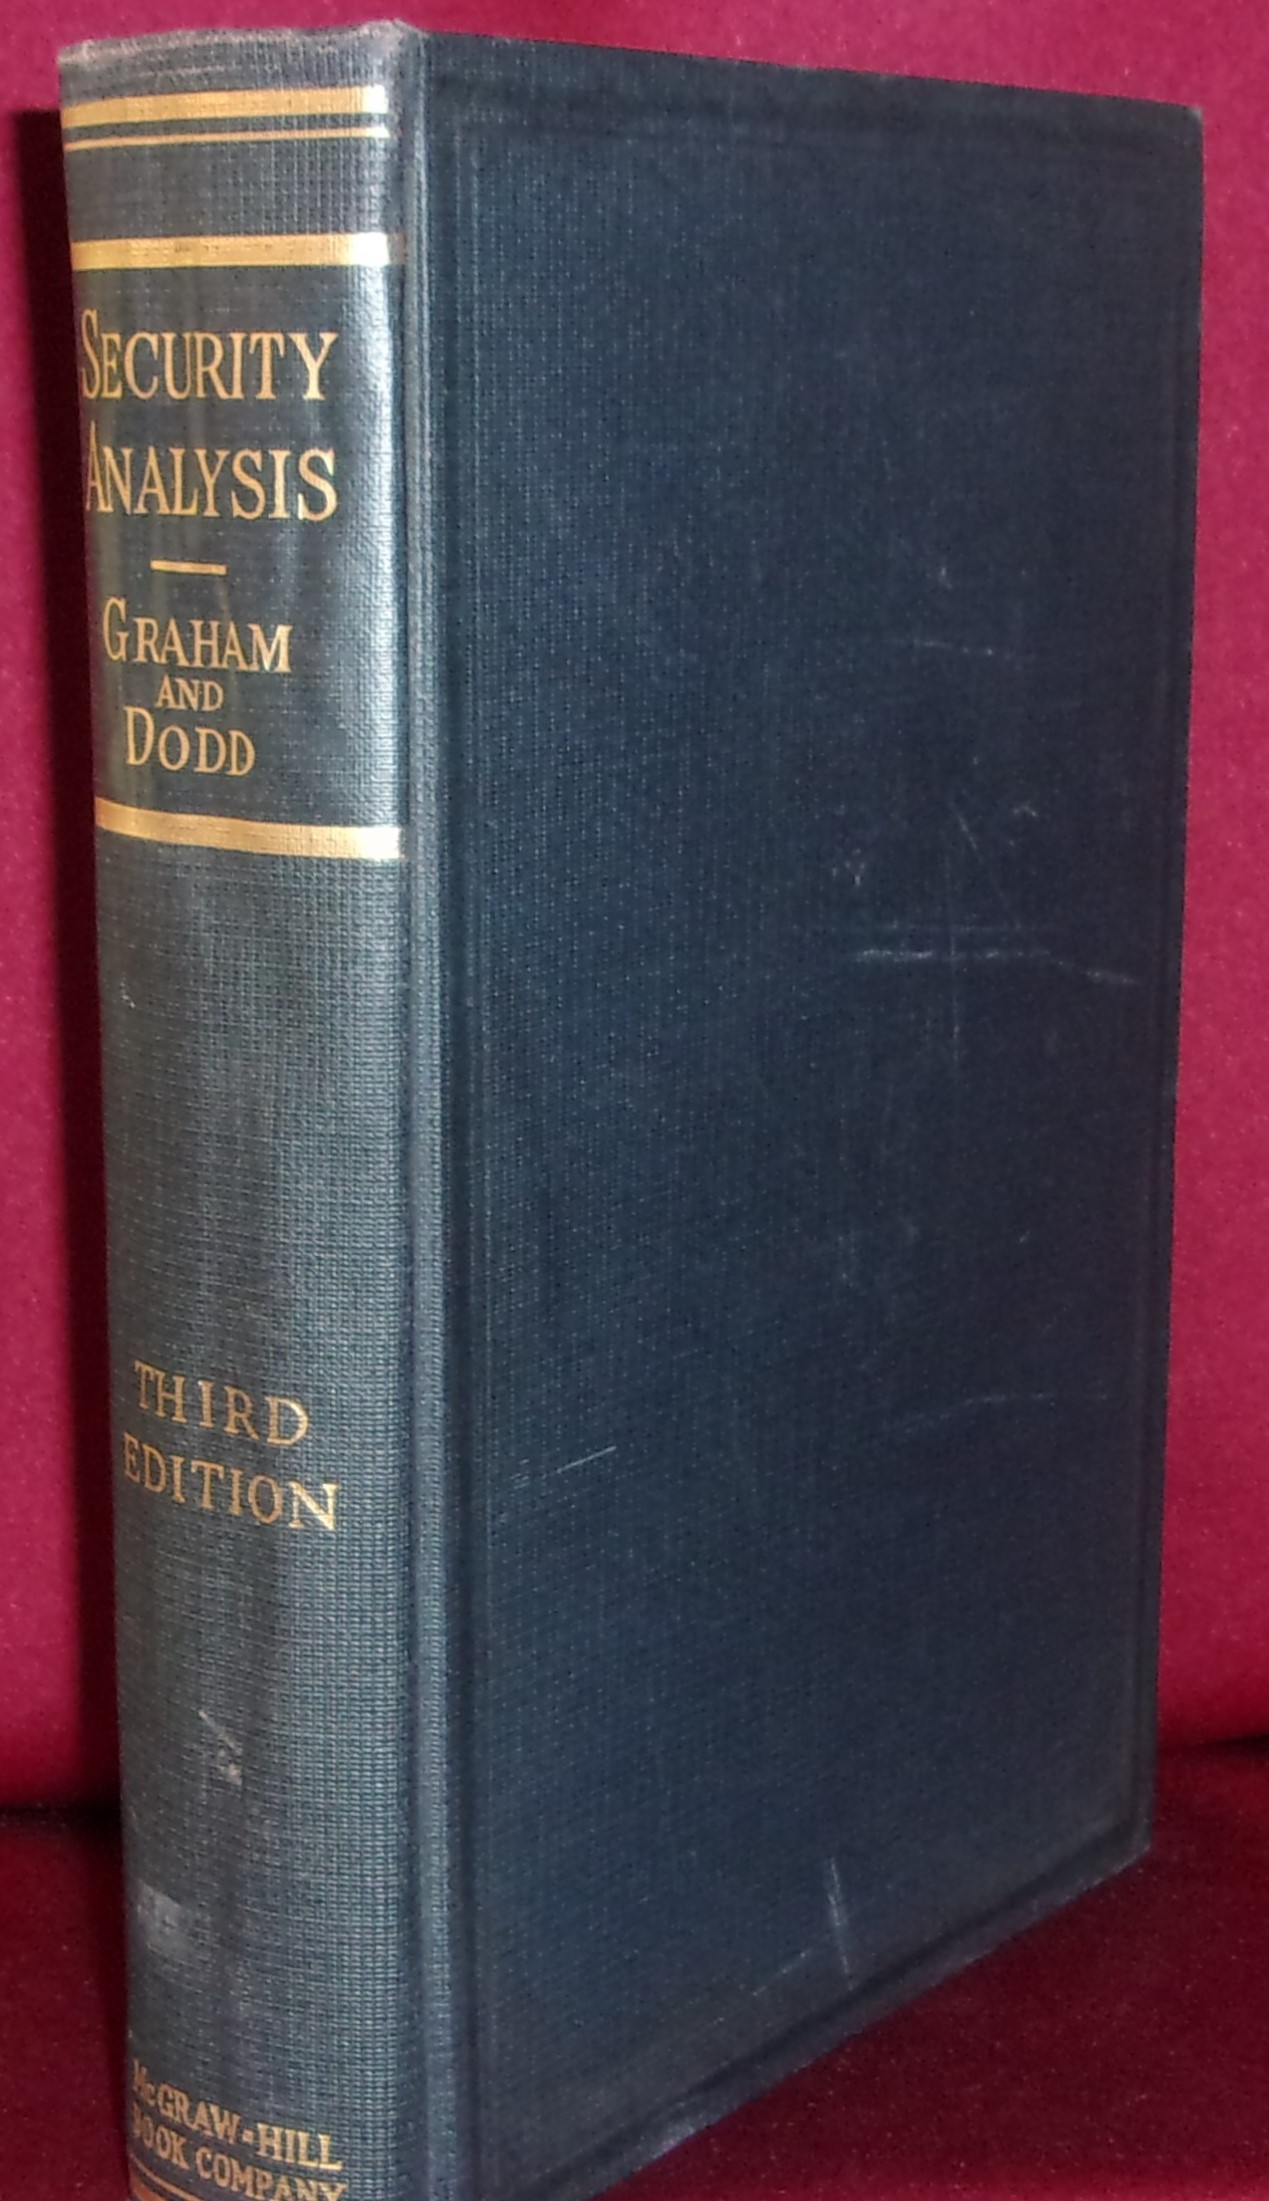 SECURITY
ANALYSIS
GRAHAM
AND
DODD
THIRD
EDITION
McGRAW-HILL
BOOK COMPANY